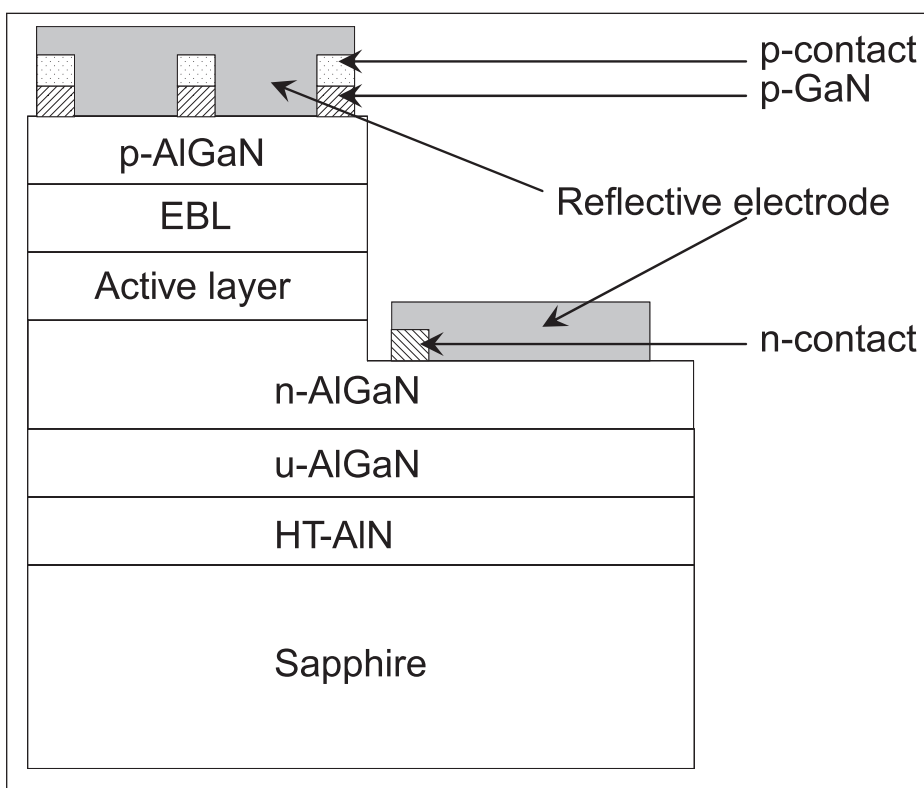 p-contact
p-GaN
p-AlGaN
Reflective electrode
EBL
Active layer
n-contact
n-AlGaN
u-AlGaN
HT-AlN
Sapphire